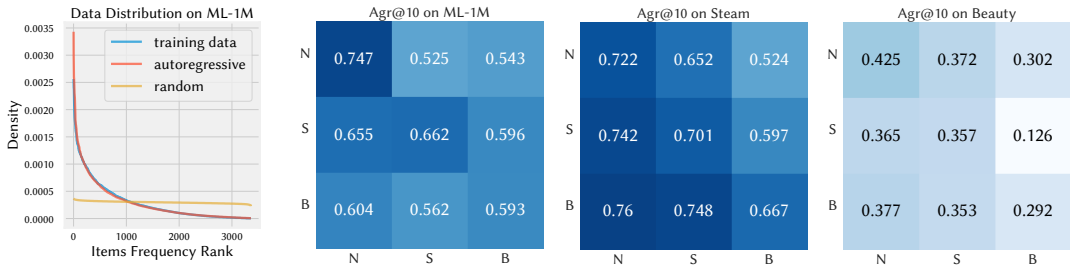 Data Distribution on ML-1M
training data
autoregressive
random
0.0035
0.0030
0.0025
0.0020
0.0015
0.0010
0.0005
0.0000
Density
0 1000 2000 3000
Items Frequency Rank
Agr@10 on ML-1M
N 0.747 0.525 0.543
S 0.655 0.662 0.596
B 0.604 0.562 0.593
N S B
Agr@10 on Steam
N 0.722 0.652 0.524
S 0.742 0.701 0.597
B 0.76 0.748 0.667
N S B
Agr@10 on Beauty
N 0.425 0.372 0.302
S 0.365 0.357 0.126
B 0.377 0.353 0.292
N S B